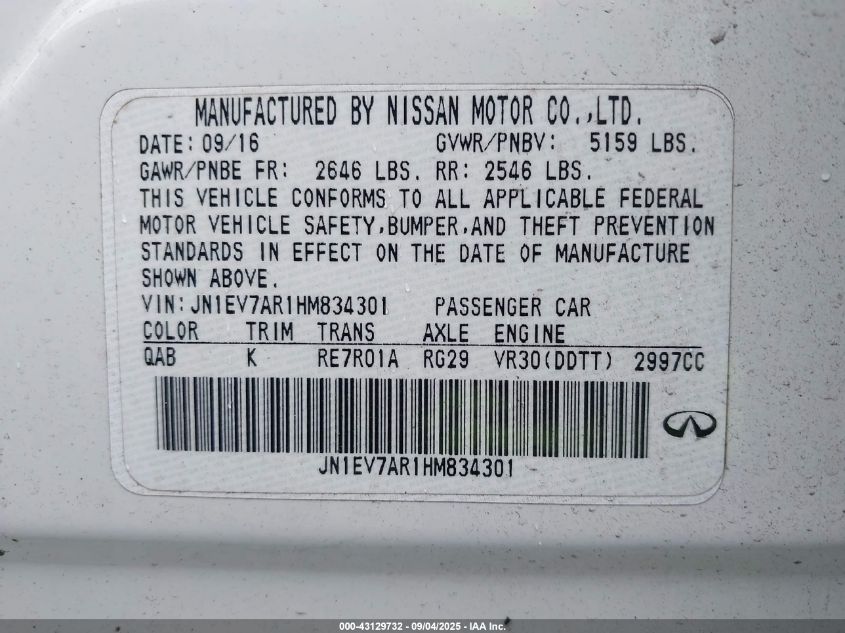 MANUFACTURED BY NISSAN MOTOR CO.,LTD.
DATE: 09/16 GVWR/PNBV: 5159 LBS.
GAWR/PNBE FR: 2646 LBS. RR: 2546 LBS.
THIS VEHICLE CONFORMS TO ALL APPLICABLE FEDERAL
MOTOR VEHICLE SAFETY,BUMPER,AND THEFT PREVENTION
STANDARDS IN EFFECT ON THE DATE OF MANUFACTURE
SHOWN ABOVE.
VIN: JN1EV7AR1HM834301 PASSENGER CAR
COLOR TRIM TRANS AXLE ENGINE
QAB K RE7R01A RG29 VR30(DDTT) 2997CC
JN1EV7AR1HM834301
000-43129732 - 09/04/2025 - IAA Inc.